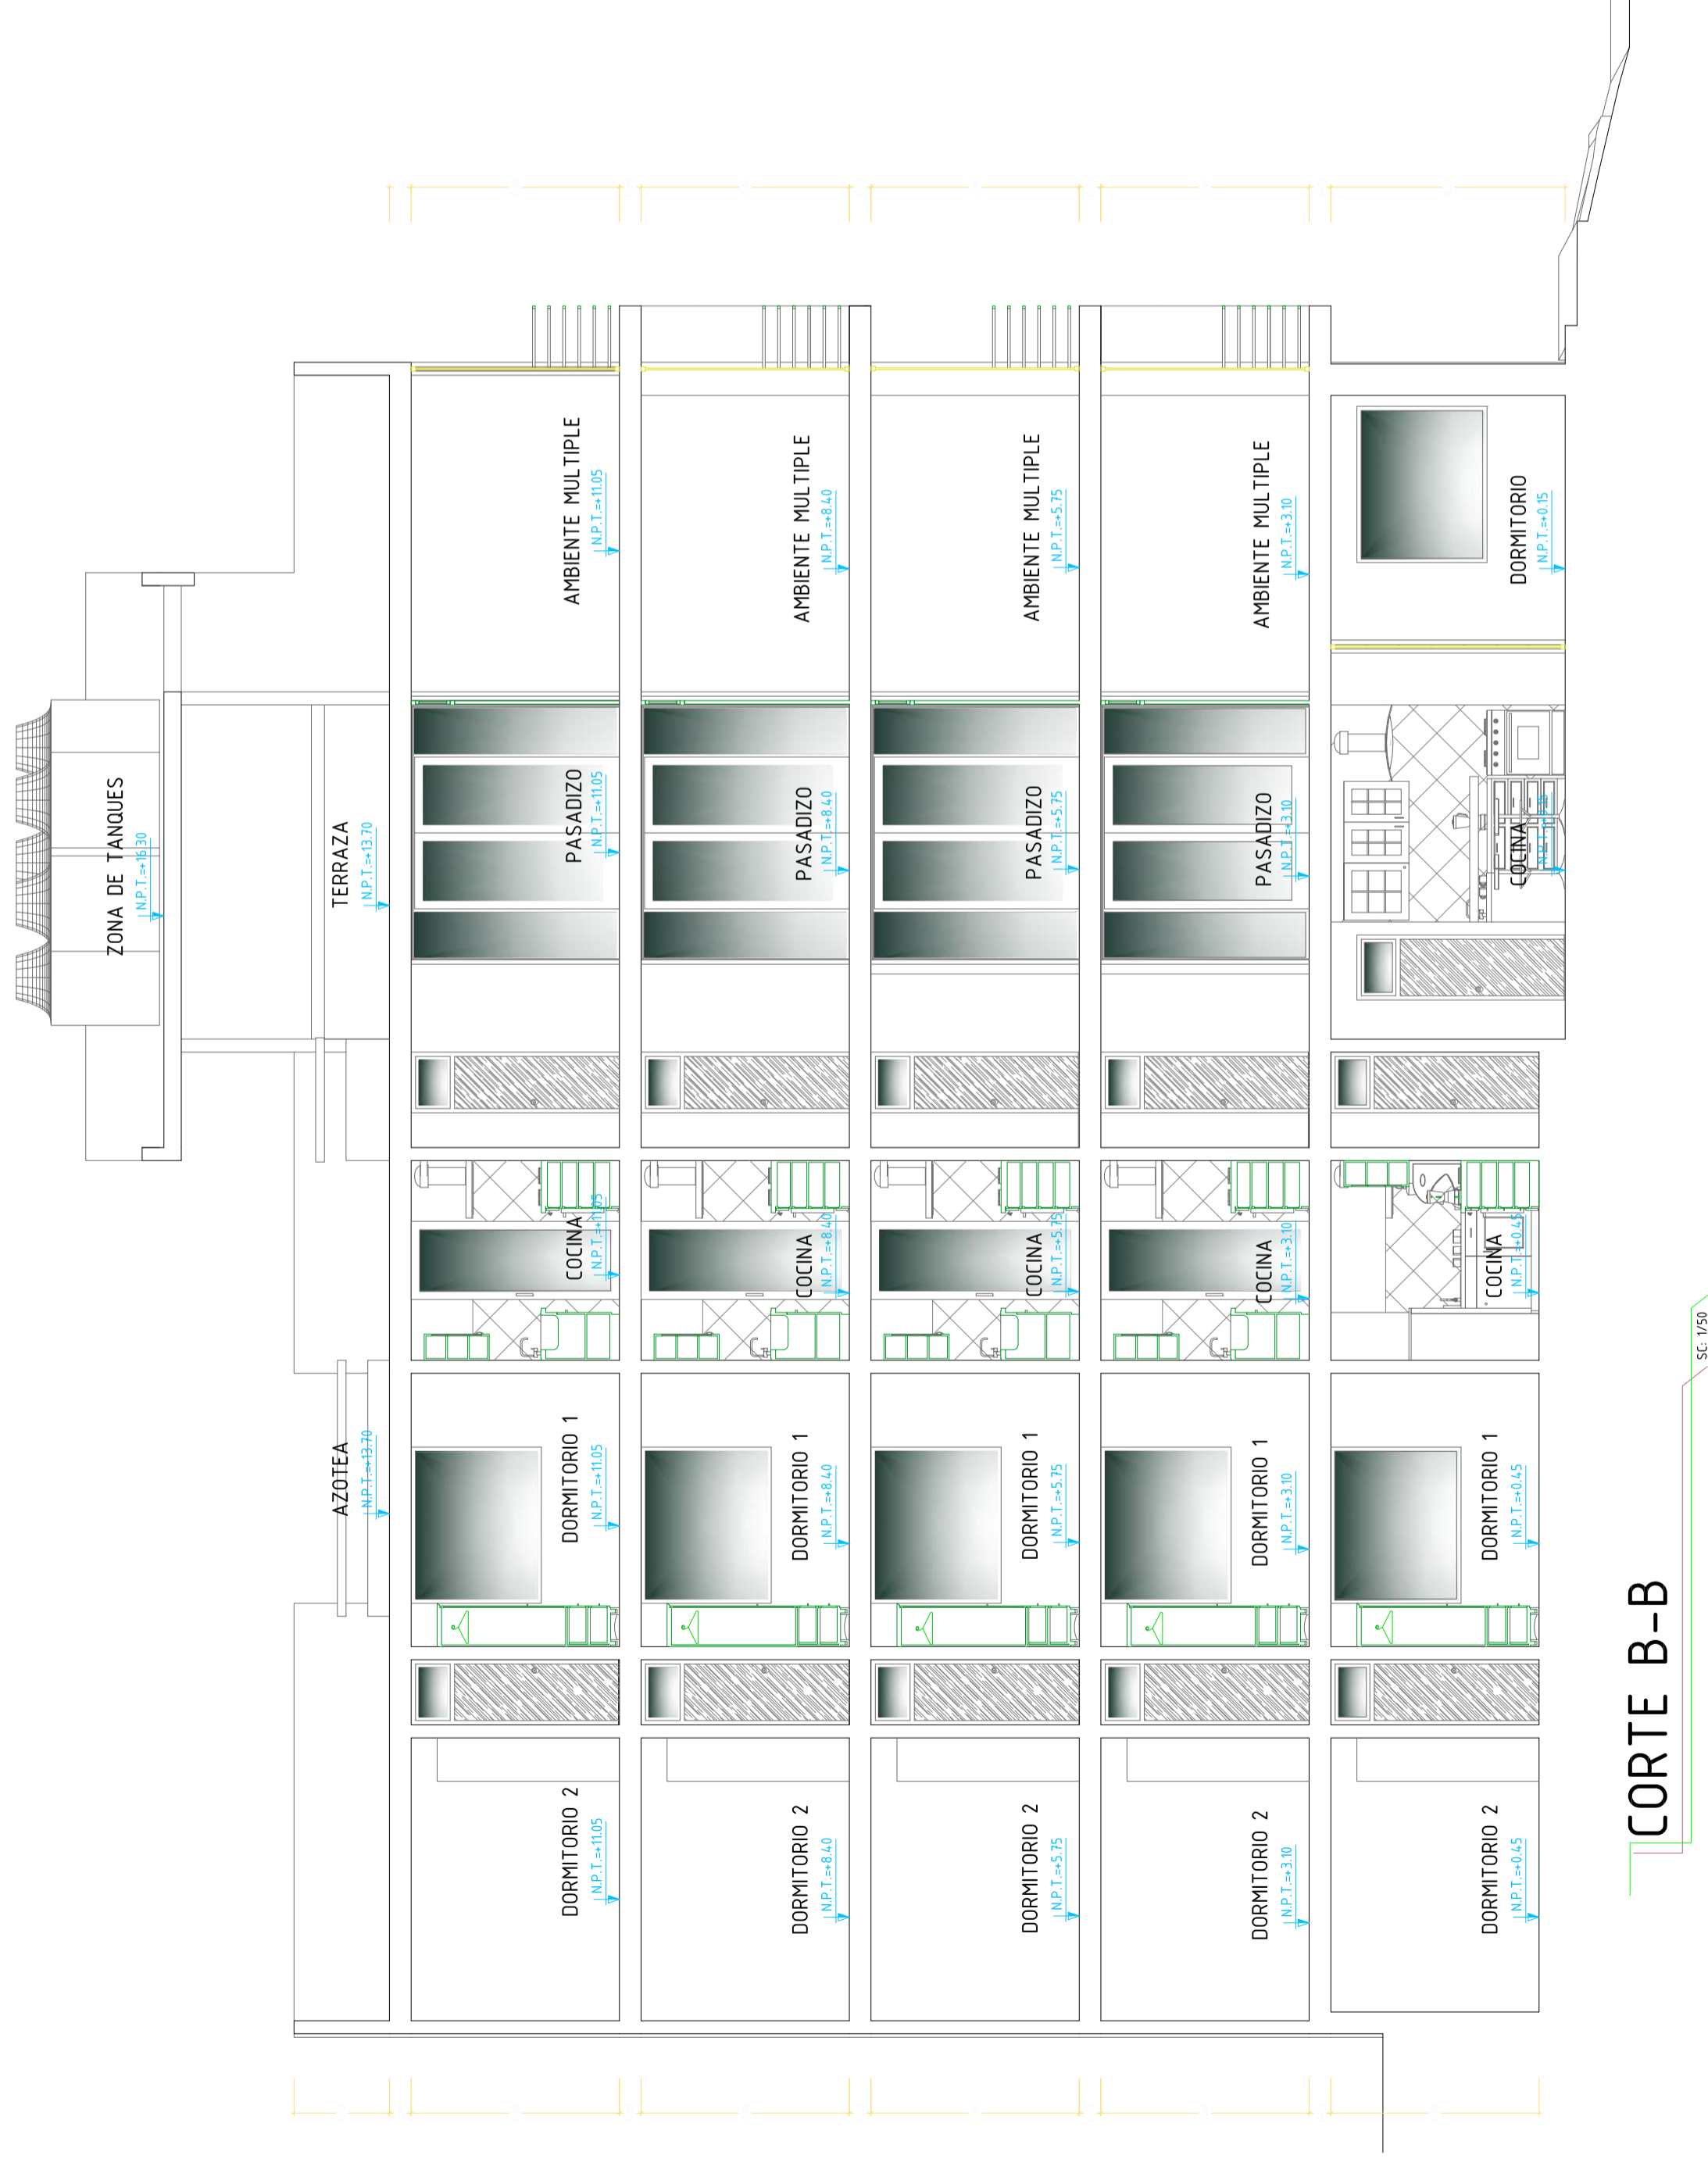 ZONA DE TANQUES
N.P.T.=+16.30
AZOTEA
N.P.T.=+13.70
TERRAZA
N.P.T.=+13.70
DORMITORIO 2
N.P.T.=+11.05
DORMITORIO 1
N.P.T.=+11.05
COCINA
N.P.T.=+11.05
PASADIZO
N.P.T.=+11.05
AMBIENTE MULTIPLE
N.P.T.=+11.05
DORMITORIO 2
N.P.T.=+8.40
DORMITORIO 1
N.P.T.=+8.40
COCINA
N.P.T.=+8.40
PASADIZO
N.P.T.=+8.40
AMBIENTE MULTIPLE
N.P.T.=+8.40
DORMITORIO 2
N.P.T.=+5.75
DORMITORIO 1
N.P.T.=+5.75
COCINA
N.P.T.=+5.75
PASADIZO
N.P.T.=+5.75
AMBIENTE MULTIPLE
N.P.T.=+5.75
DORMITORIO 2
N.P.T.=+3.10
DORMITORIO 1
N.P.T.=+3.10
COCINA
N.P.T.=+3.10
PASADIZO
N.P.T.=+3.10
AMBIENTE MULTIPLE
N.P.T.=+3.10
DORMITORIO 2
N.P.T.=+0.45
DORMITORIO 1
N.P.T.=+0.45
COCINA
N.P.T.=+0.45
COCINA
N.P.T.=+0.15
DORMITORIO
N.P.T.=+0.15
CORTE B-B
SC: 1/50